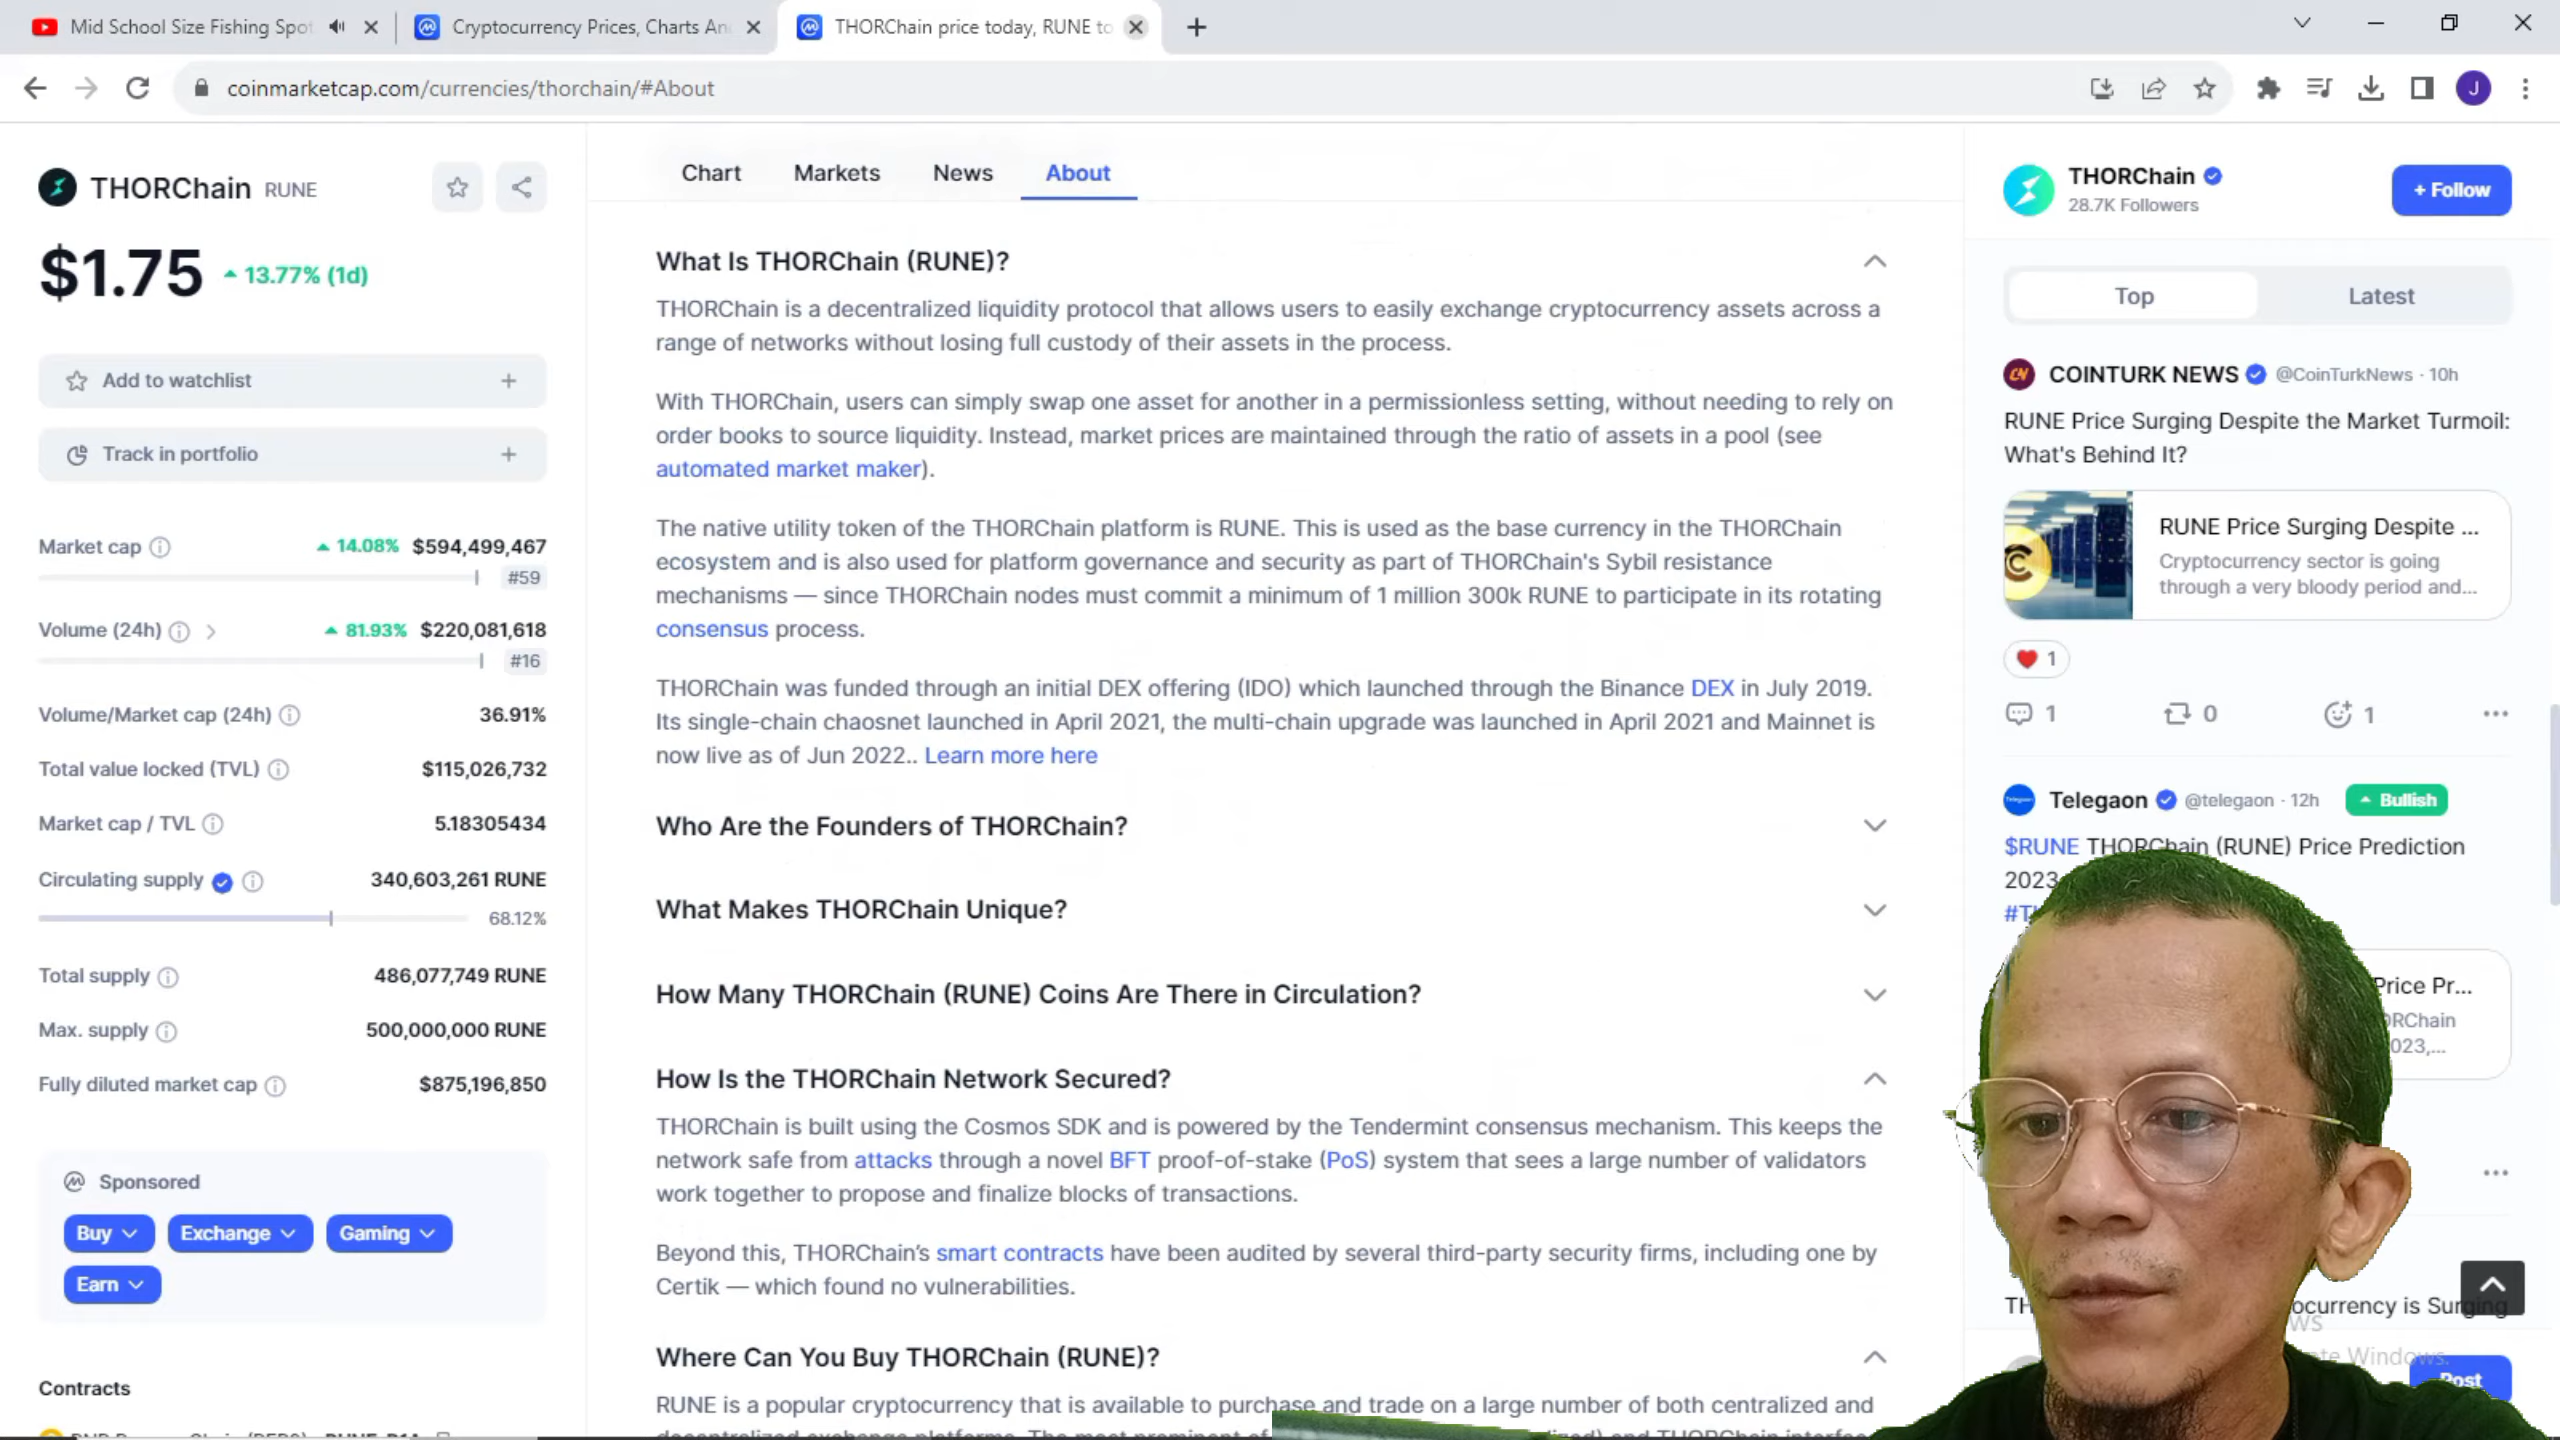 Mid School Size Fishing Spot
Cryptocurrency Prices, Charts An
THORChain price today, RUNE to
coinmarketcap.com/currencies/thorchain/#About
J
THORChain RUNE
$1.75 13.77% (1d)
Add to watchlist
Track in portfolio
Market cap 14.08% $594,499,467
#59
Volume (24h) 81.93% $220,081,618
#16
Volume/Market cap (24h) 36.91%
Total value locked (TVL) $115,026,732
Market cap / TVL 5.18305434
Circulating supply 340,603,261 RUNE
68.12%
Total supply 486,077,749 RUNE
Max. supply 500,000,000 RUNE
Fully diluted market cap $875,196,850
Sponsored
Buy Exchange Gaming
Earn
Contracts
Chart Markets News About
What Is THORChain (RUNE)?
THORChain is a decentralized liquidity protocol that allows users to easily exchange cryptocurrency assets across a
range of networks without losing full custody of their assets in the process.
With THORChain, users can simply swap one asset for another in a permissionless setting, without needing to rely on
order books to source liquidity. Instead, market prices are maintained through the ratio of assets in a pool (see
automated market maker).
The native utility token of the THORChain platform is RUNE. This is used as the base currency in the THORChain
ecosystem and is also used for platform governance and security as part of THORChain's Sybil resistance
mechanisms — since THORChain nodes must commit a minimum of 1 million 300k RUNE to participate in its rotating
consensus process.
THORChain was funded through an initial DEX offering (IDO) which launched through the Binance DEX in July 2019.
Its single-chain chaosnet launched in April 2021, the multi-chain upgrade was launched in April 2021 and Mainnet is
now live as of Jun 2022.. Learn more here
Who Are the Founders of THORChain?
What Makes THORChain Unique?
How Many THORChain (RUNE) Coins Are There in Circulation?
How Is the THORChain Network Secured?
THORChain is built using the Cosmos SDK and is powered by the Tendermint consensus mechanism. This keeps the
network safe from attacks through a novel BFT proof-of-stake (PoS) system that sees a large number of validators
work together to propose and finalize blocks of transactions.
Beyond this, THORChain’s smart contracts have been audited by several third-party security firms, including one by
Certik — which found no vulnerabilities.
Where Can You Buy THORChain (RUNE)?
RUNE is a popular cryptocurrency that is available to purchase and trade on a large number of both centralized and
THORChain
28.7K Followers
+ Follow
Top Latest
COINTURK NEWS @CoinTurkNews · 10h
RUNE Price Surging Despite the Market Turmoil:
What's Behind It?
RUNE Price Surging Despite ...
Cryptocurrency sector is going
through a very bloody period and...
1
1 0 1
Telegaon @telegaon · 12h Bullish
$RUNE THORChain (RUNE) Price Prediction
2023
Price Pr...
is Surging
Windows.
Post